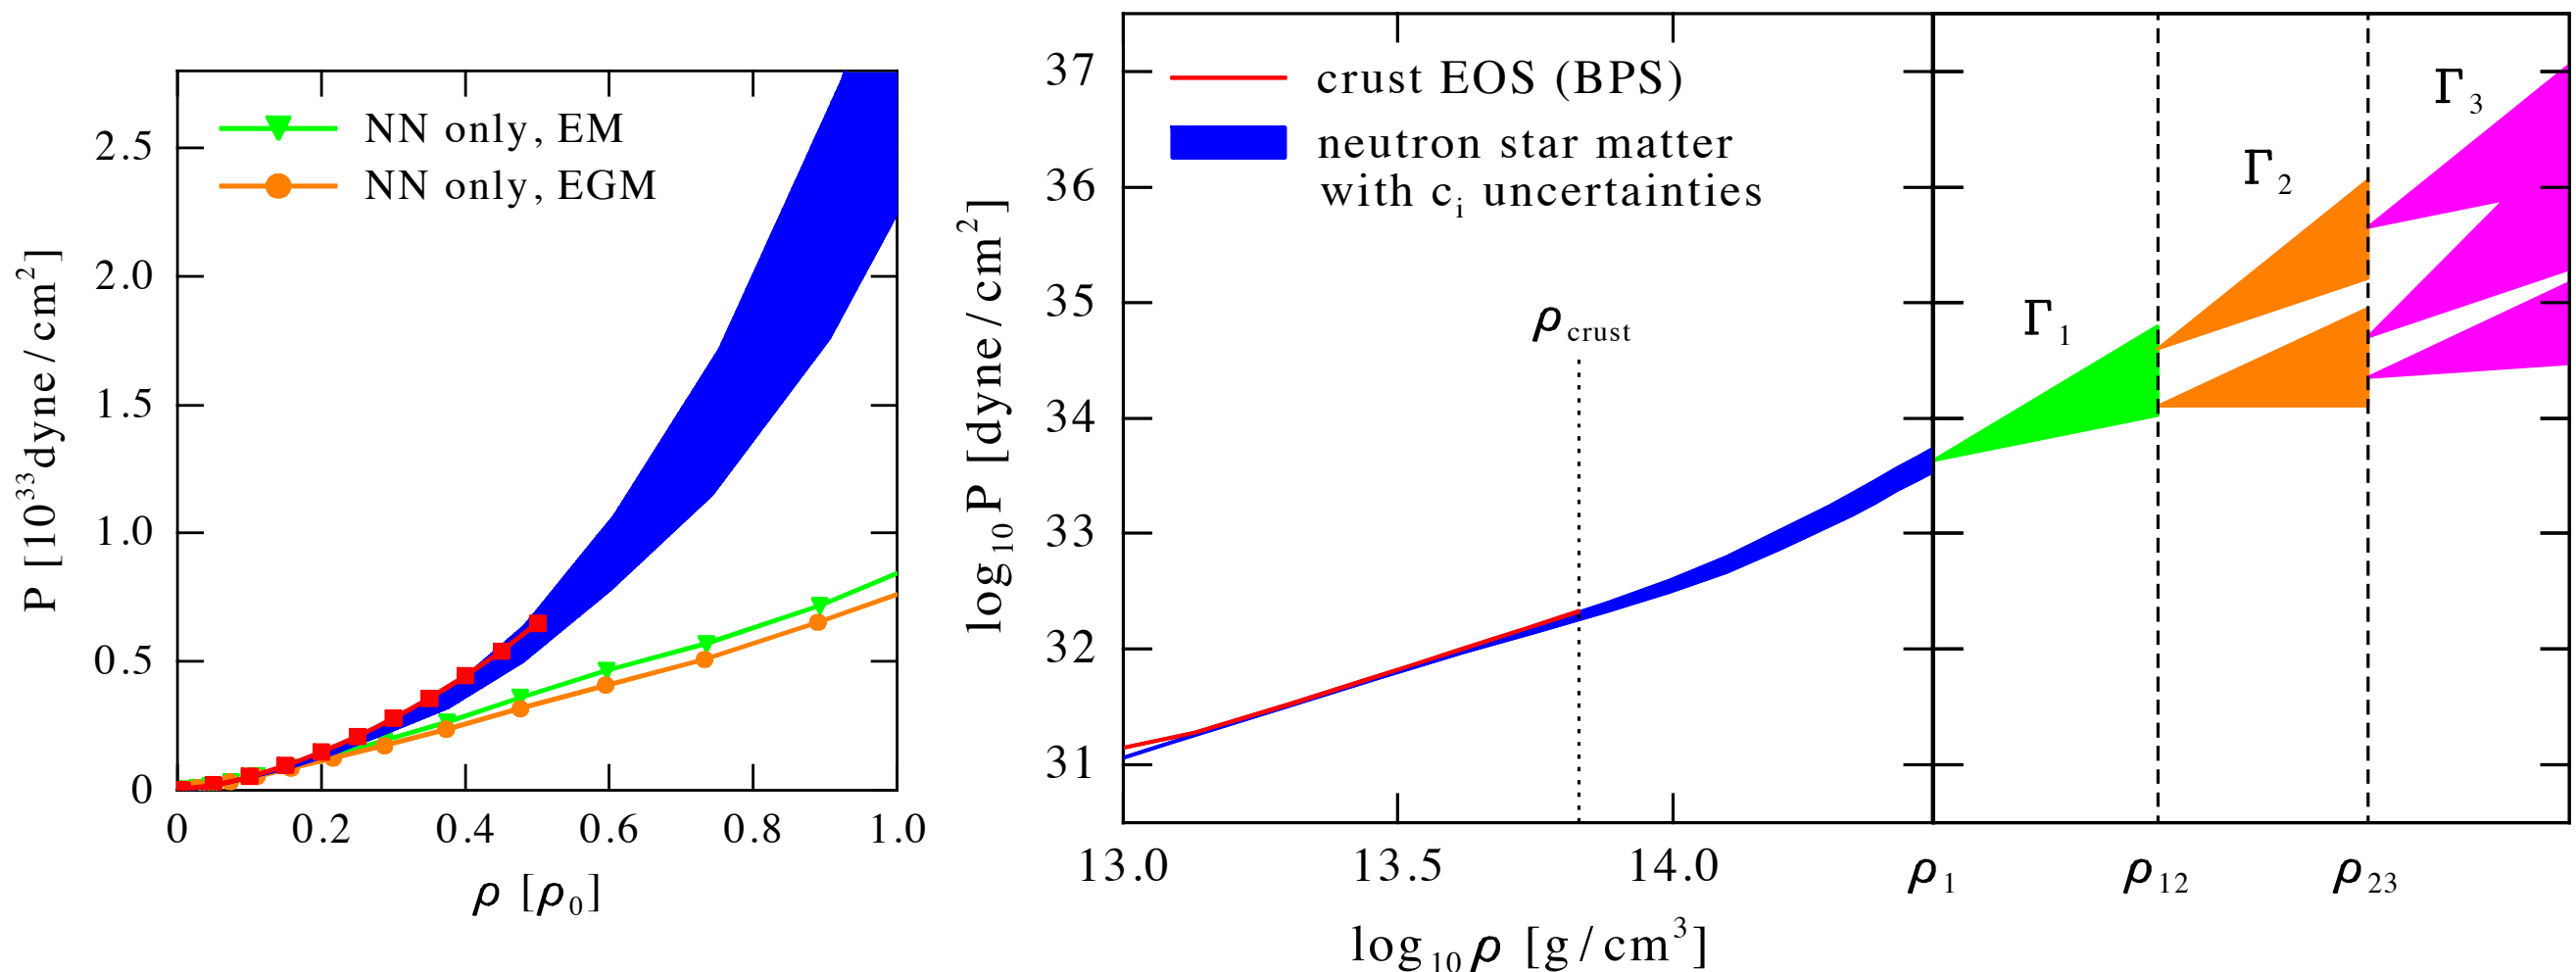 P [10³³dyne/cm²]
2.5
2.0
1.5
1.0
0.5
0
NN only, EM
NN only, EGM
0 0.2 0.4 0.6 0.8 1.0
ρ [ρ₀]
log₁₀P [dyne/cm²]
37
36
35
34
33
32
31
crust EOS (BPS)
neutron star matter
with cᵢ uncertainties
ρcrust
Γ₁
Γ₂
Γ₃
13.0 13.5 14.0 ρ₁ ρ₁₂ ρ₂₃
log₁₀ρ [g/cm³]